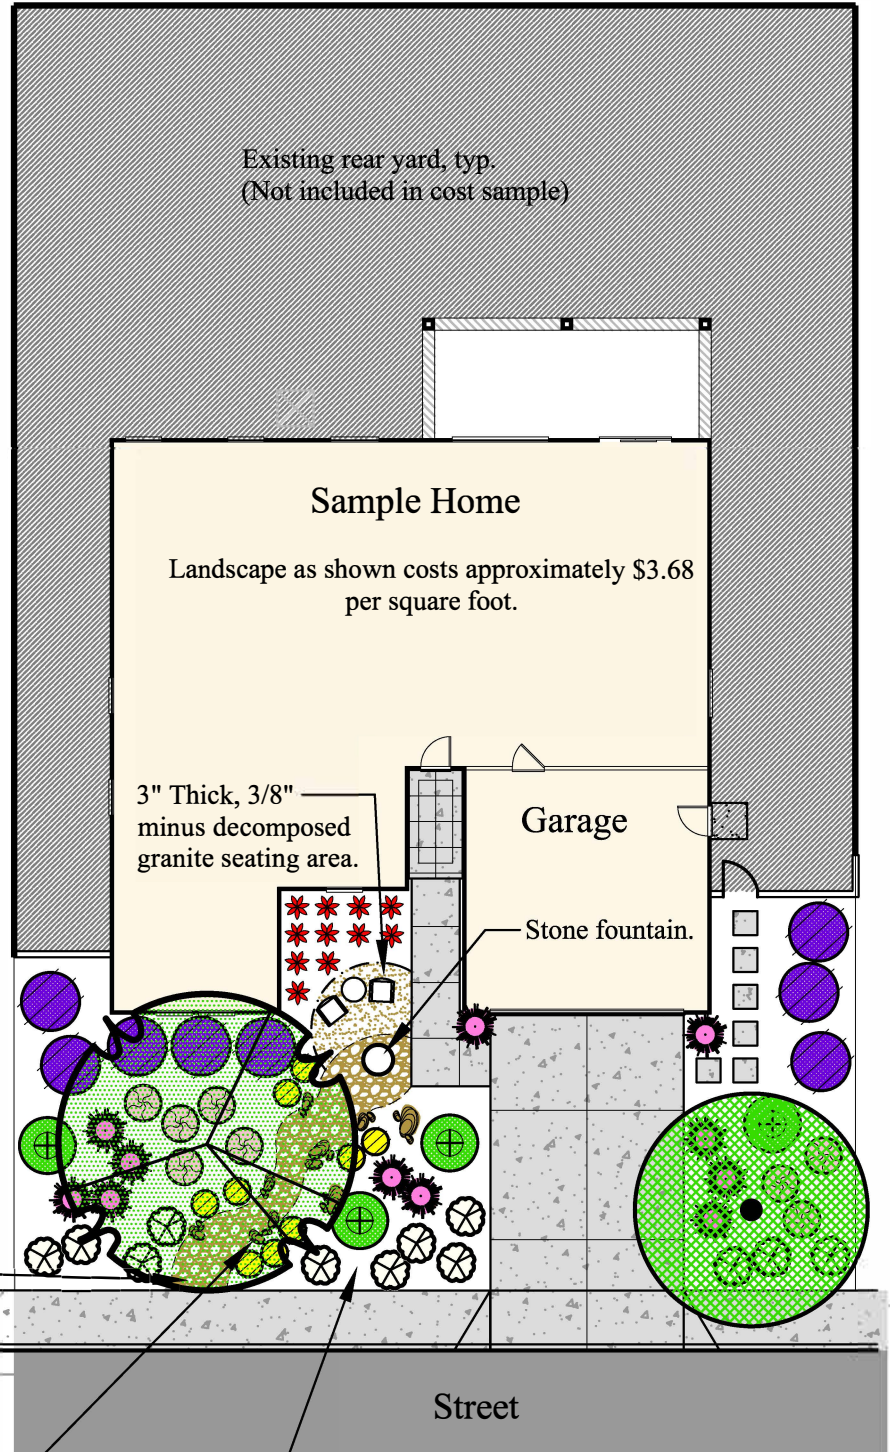 Existing rear yard, typ.
(Not included in cost sample)
Sample Home
Landscape as shown costs approximately $3.68
per square foot.
3" Thick, 3/8"
minus decomposed
granite seating area.
Garage
Stone fountain.
Street